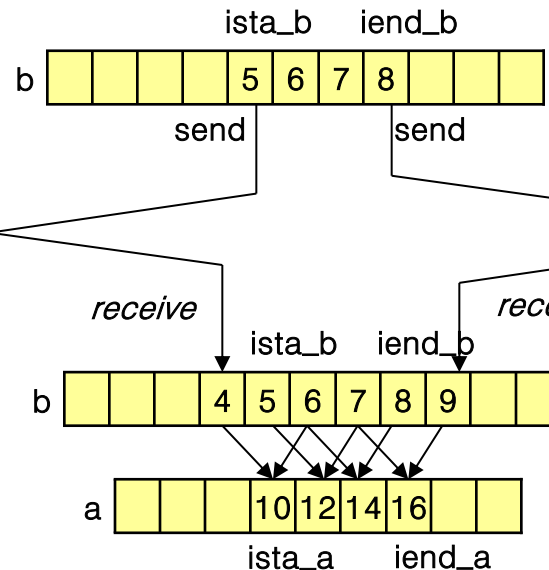 ista_b iend_b
b 5 6 7 8
send send
receive rece
ista_b iend_b
b 4 5 6 7 8 9
a 10 12 14 16
ista_a iend_a